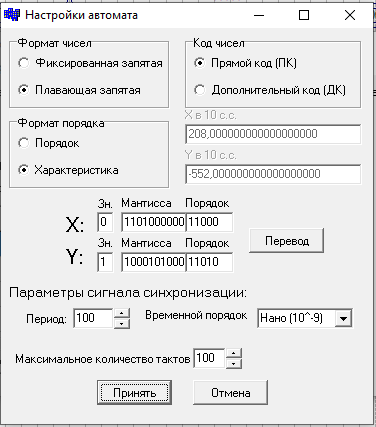 Настройки автомата
Формат чисел
Фиксированная запятая
Плавающая запятая
Код чисел
Прямой код (ПК)
Дополнительный код (ДК)
Формат порядка
Порядок
Характеристика
X в 10 с.с.
208,000000000000000000
Y в 10 с.с.
-552,000000000000000000
Зн. Мантисса Порядок
X: 0 1101000000 11000
Зн. Мантисса Порядок
Y: 1 1000101000 11010
Перевод
Параметры сигнала синхронизации:
Период: 100 Временной порядок Нано (10^-9)
Максимальное количество тактов 100
Принять Отмена